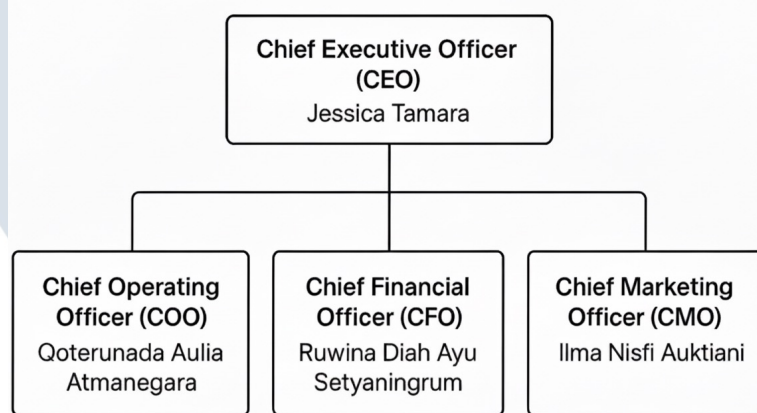 Chief Executive Officer
(CEO)
Jessica Tamara
Chief Operating
Officer (COO)
Qoterunada Aulia
Atmanegara
Chief Financial
Officer (CFO)
Ruwina Diah Ayu
Setyaningrum
Chief Marketing
Officer (CMO)
Ilma Nisfi Auktiani